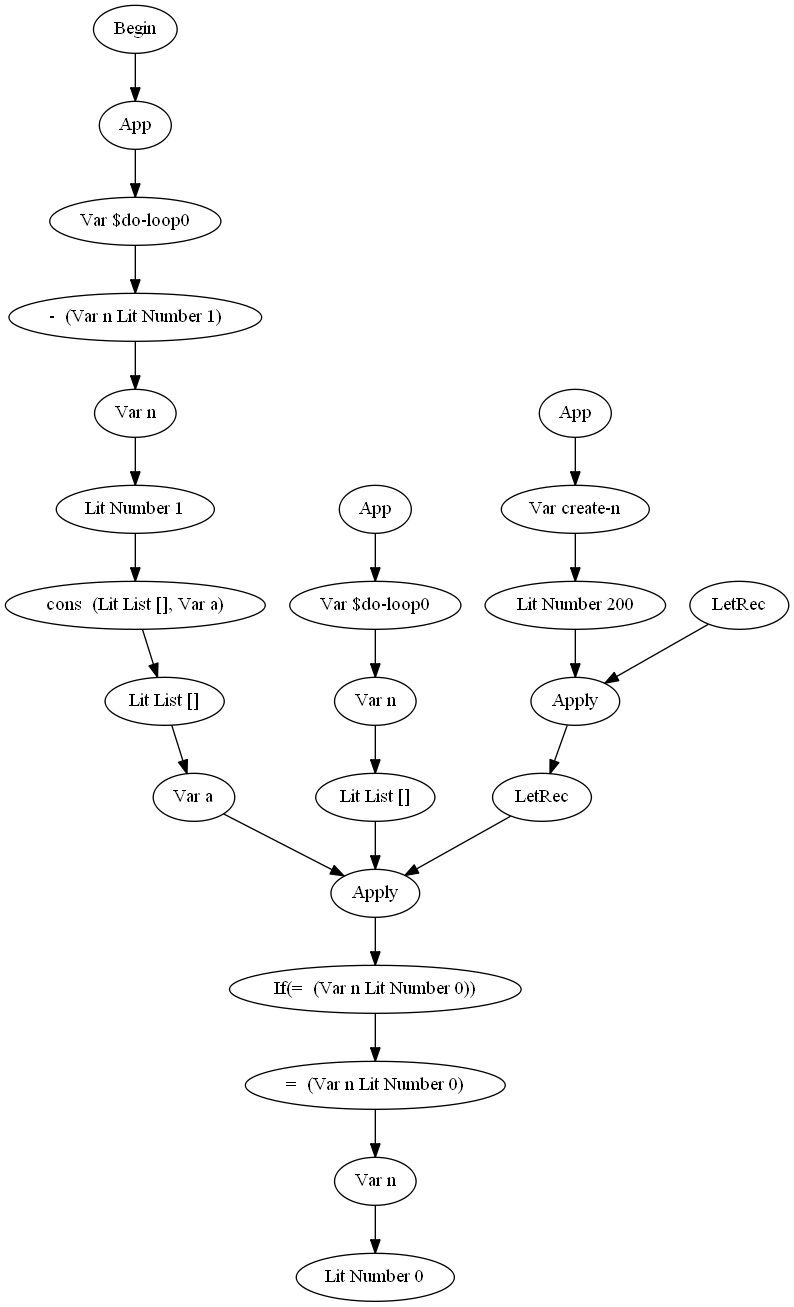 Begin
App
Var $do-loop0
- (Var n Lit Number 1)
Var n
App
Lit Number 1
App
Var create-n
cons (Lit List [], Var a)
Var $do-loop0
Lit Number 200
LetRec
Lit List []
Var n
Apply
Var a
Lit List []
LetRec
Apply
If(= (Var n Lit Number 0))
= (Var n Lit Number 0)
Var n
Lit Number 0